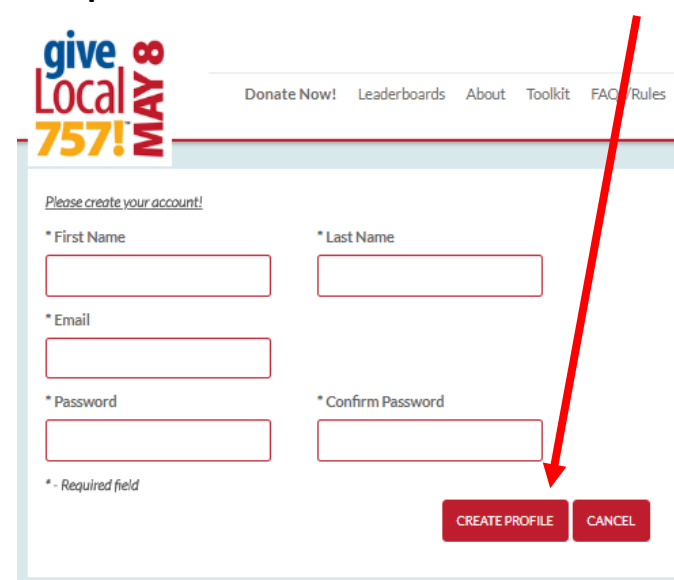 give
Local
757!
MAY 8
Donate Now! Leaderboards About Toolkit FAQ /Rules
Please create your account!
* First Name * Last Name
* Email
* Password * Confirm Password
* - Required field
CREATE PROFILE CANCEL